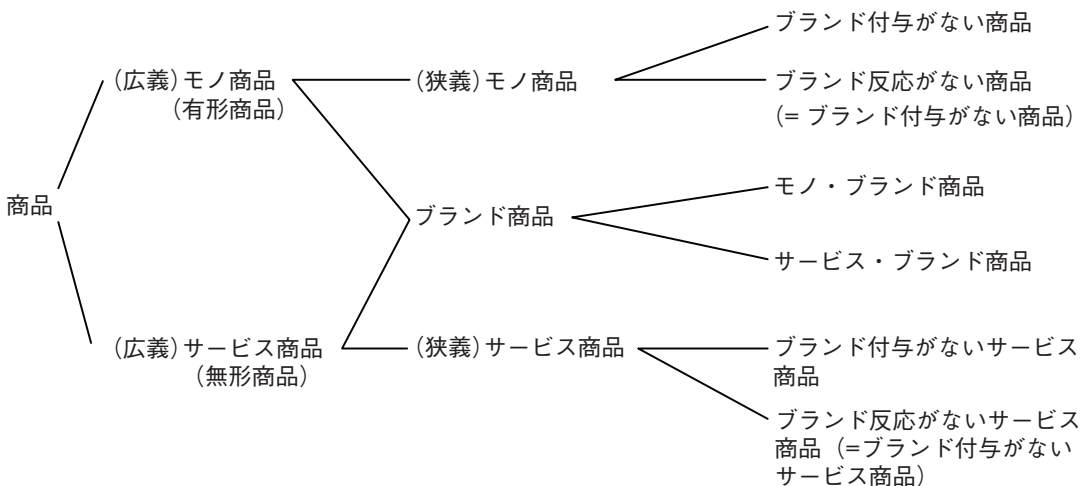 ブランド付与がない商品
(広義)モノ商品
(有形商品)
(狭義)モノ商品
ブランド反応がない商品
(= ブランド付与がない商品)
商品
ブランド商品
モノ・ブランド商品
サービス・ブランド商品
(広義)サービス商品
(無形商品)
(狭義)サービス商品
ブランド付与がないサービス
商品
ブランド反応がないサービス
商品(=ブランド付与がない
サービス商品)